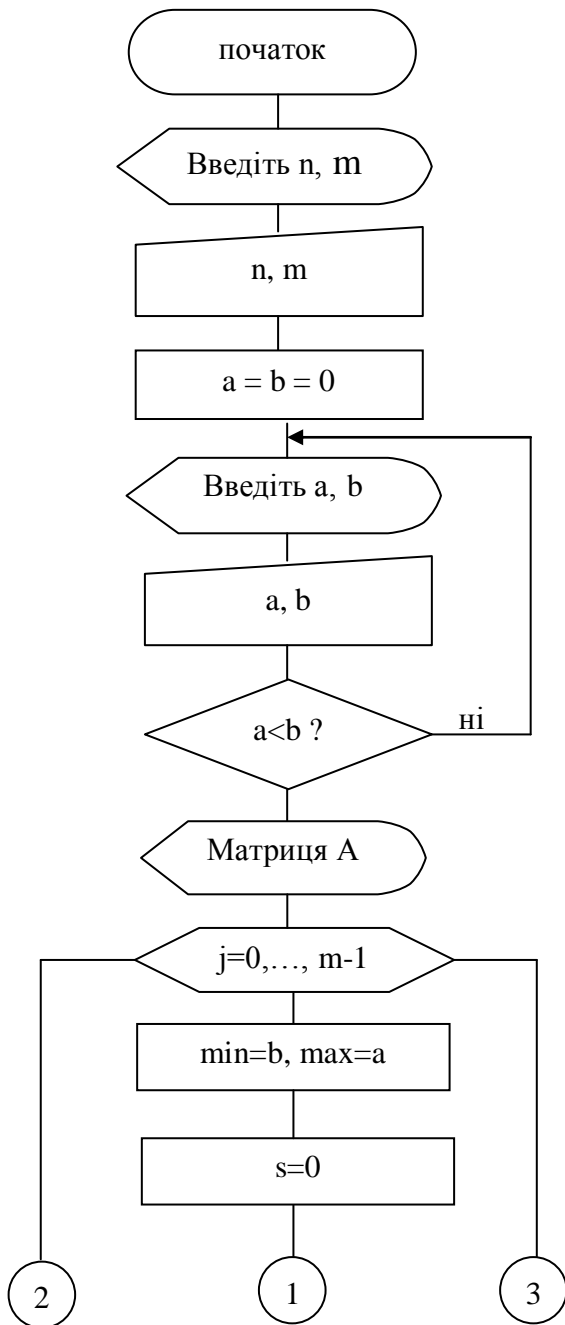 початок
Введіть n, m
n, m
a = b = 0
Введіть a, b
a, b
a<b ?
ні
Матриця А
j=0,…, m-1
min=b, max=a
s=0
2
1
3